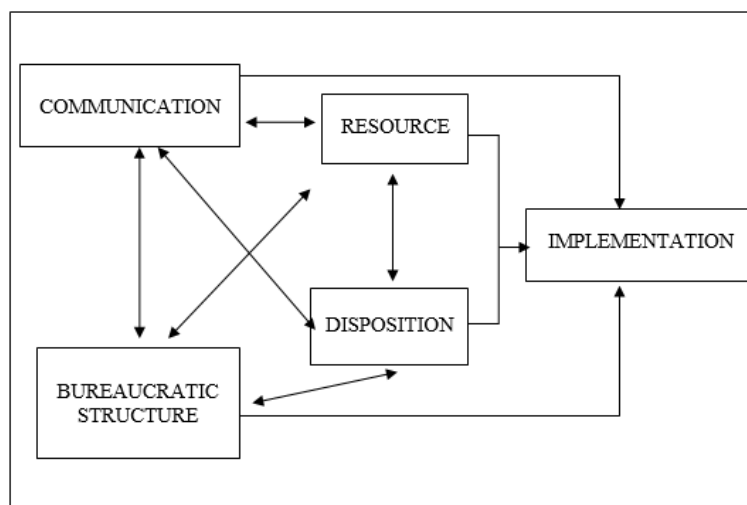 COMMUNICATION
RESOURCE
IMPLEMENTATION
DISPOSITION
BUREAUCRATIC
STRUCTURE